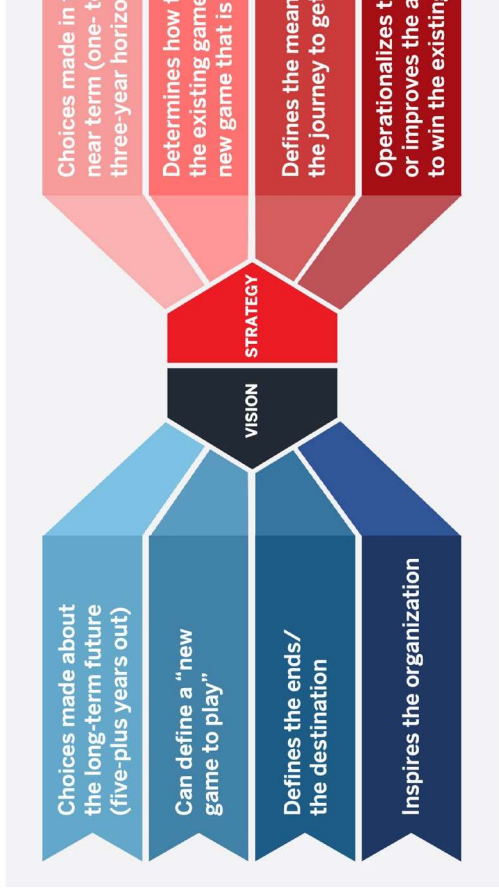 Choices made about
the long-term future
(five-plus years out)
Can define a “new
game to play”
Defines the ends/
the destination
Inspires the organization
VISION
STRATEGY
Choices made in
near term (one- to
three-year horizo
Determines how
the existing game
new game that is
Defines the mean
the journey to ge
Operationalizes t
or improves the a
to win the existing